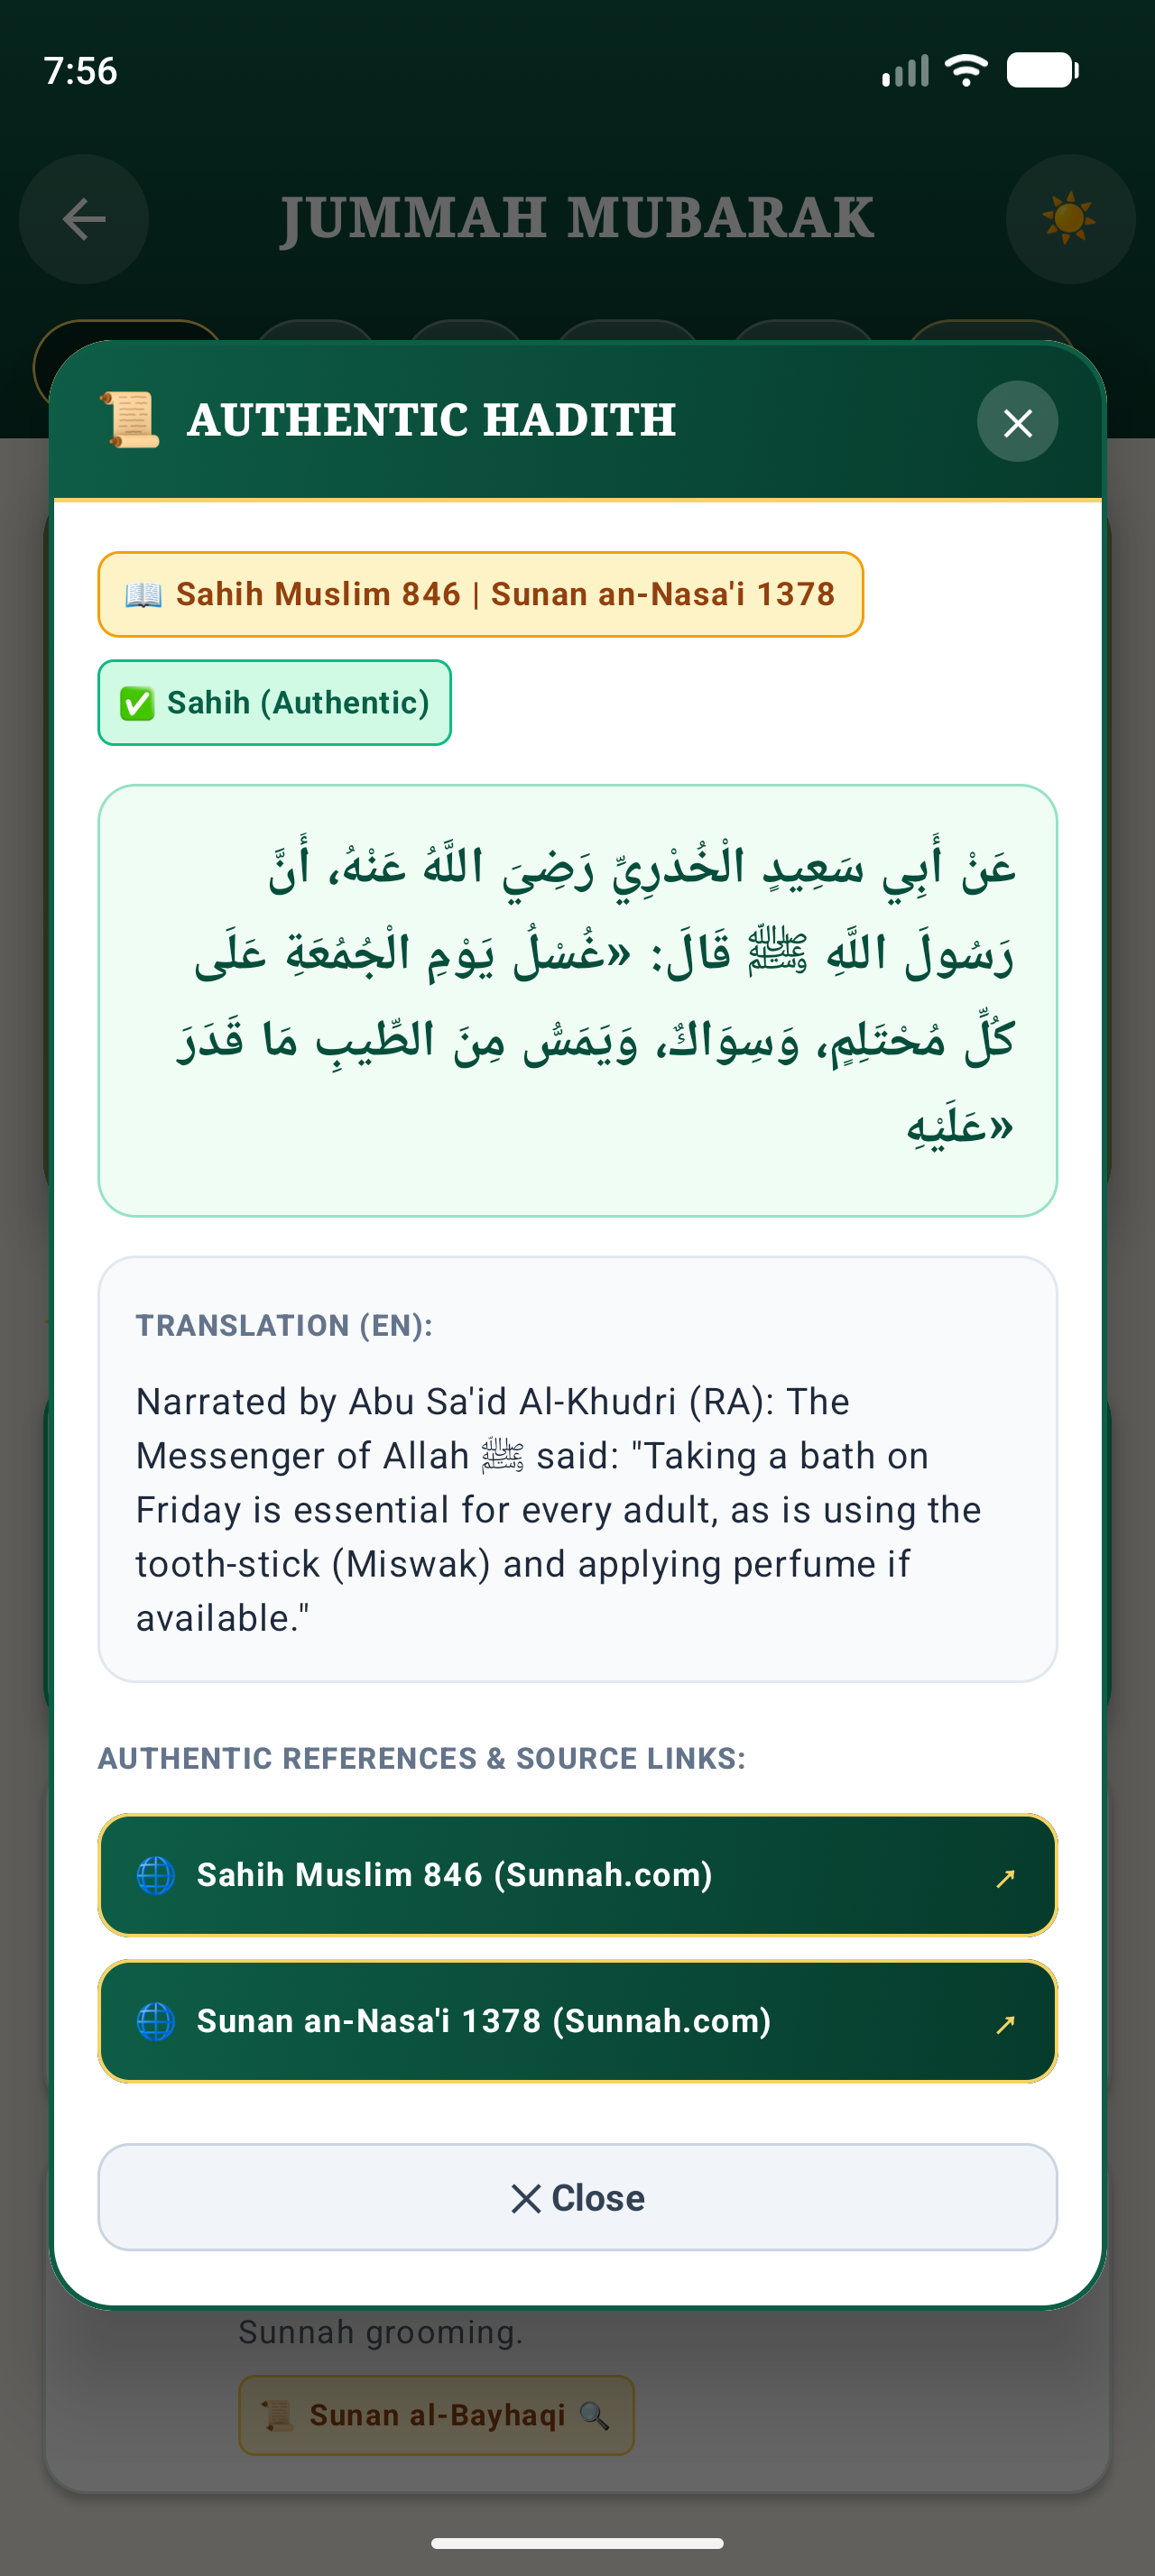 7:56
JUMMAH MUBARAK
📜 AUTHENTIC HADITH
📖 Sahih Muslim 846 | Sunan an-Nasa'i 1378
✅ Sahih (Authentic)
عَنْ أَبِي سَعِيدٍ الْخُدْرِيِّ رَضِيَ اللَّهُ عَنْهُ، أَنَّ
رَسُولَ اللَّهِ ﷺ قَالَ: «غُسْلُ يَوْمِ الْجُمُعَةِ عَلَى
كُلِّ مُحْتَلِمٍ، وَسِوَاكٌ، وَيَمَسُّ مِنَ الطِّيبِ مَا قَدَرَ
عَلَيْهِ»
TRANSLATION (EN):
Narrated by Abu Sa'id Al-Khudri (RA): The
Messenger of Allah ﷺ said: "Taking a bath on
Friday is essential for every adult, as is using the
tooth-stick (Miswak) and applying perfume if
available."
AUTHENTIC REFERENCES & SOURCE LINKS:
🌐 Sahih Muslim 846 (Sunnah.com) ↗
🌐 Sunan an-Nasa'i 1378 (Sunnah.com) ↗
✕ Close
Sunnah grooming.
📜 Sunan al-Bayhaqi 🔍